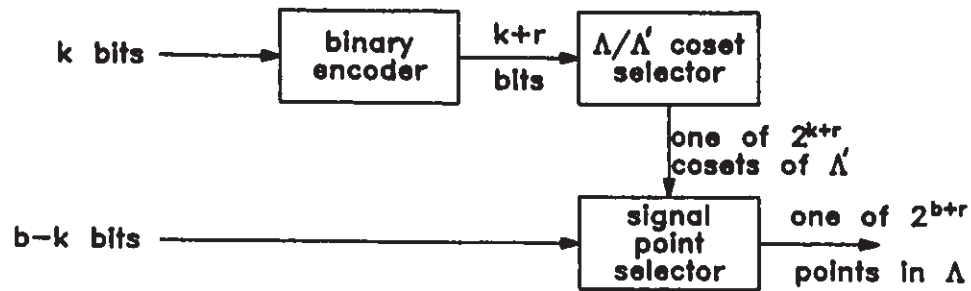 k bits
binary
encoder
k+r
bits
Λ/Λ' coset
selector
one of 2^{k+r}
cosets of Λ'
b-k bits
signal
point
selector
one of 2^{b+r}
points in Λ